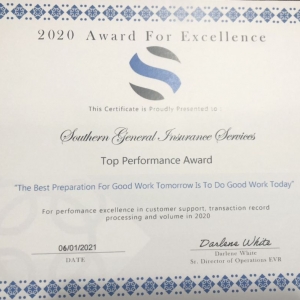 2020 Award For Excellence
This Certificate is Proudly Presented to
Southern General Insurance Services
Top Performance Award
"The Best Preparation For Good Work Tomorrow Is To Do Good Work Today"
For perfomance excellence in customer support, transaction record
processing and volume in 2020
06/01/2021
DATE
Darlene White
Darlene White
Sr. Director of Operations EVR